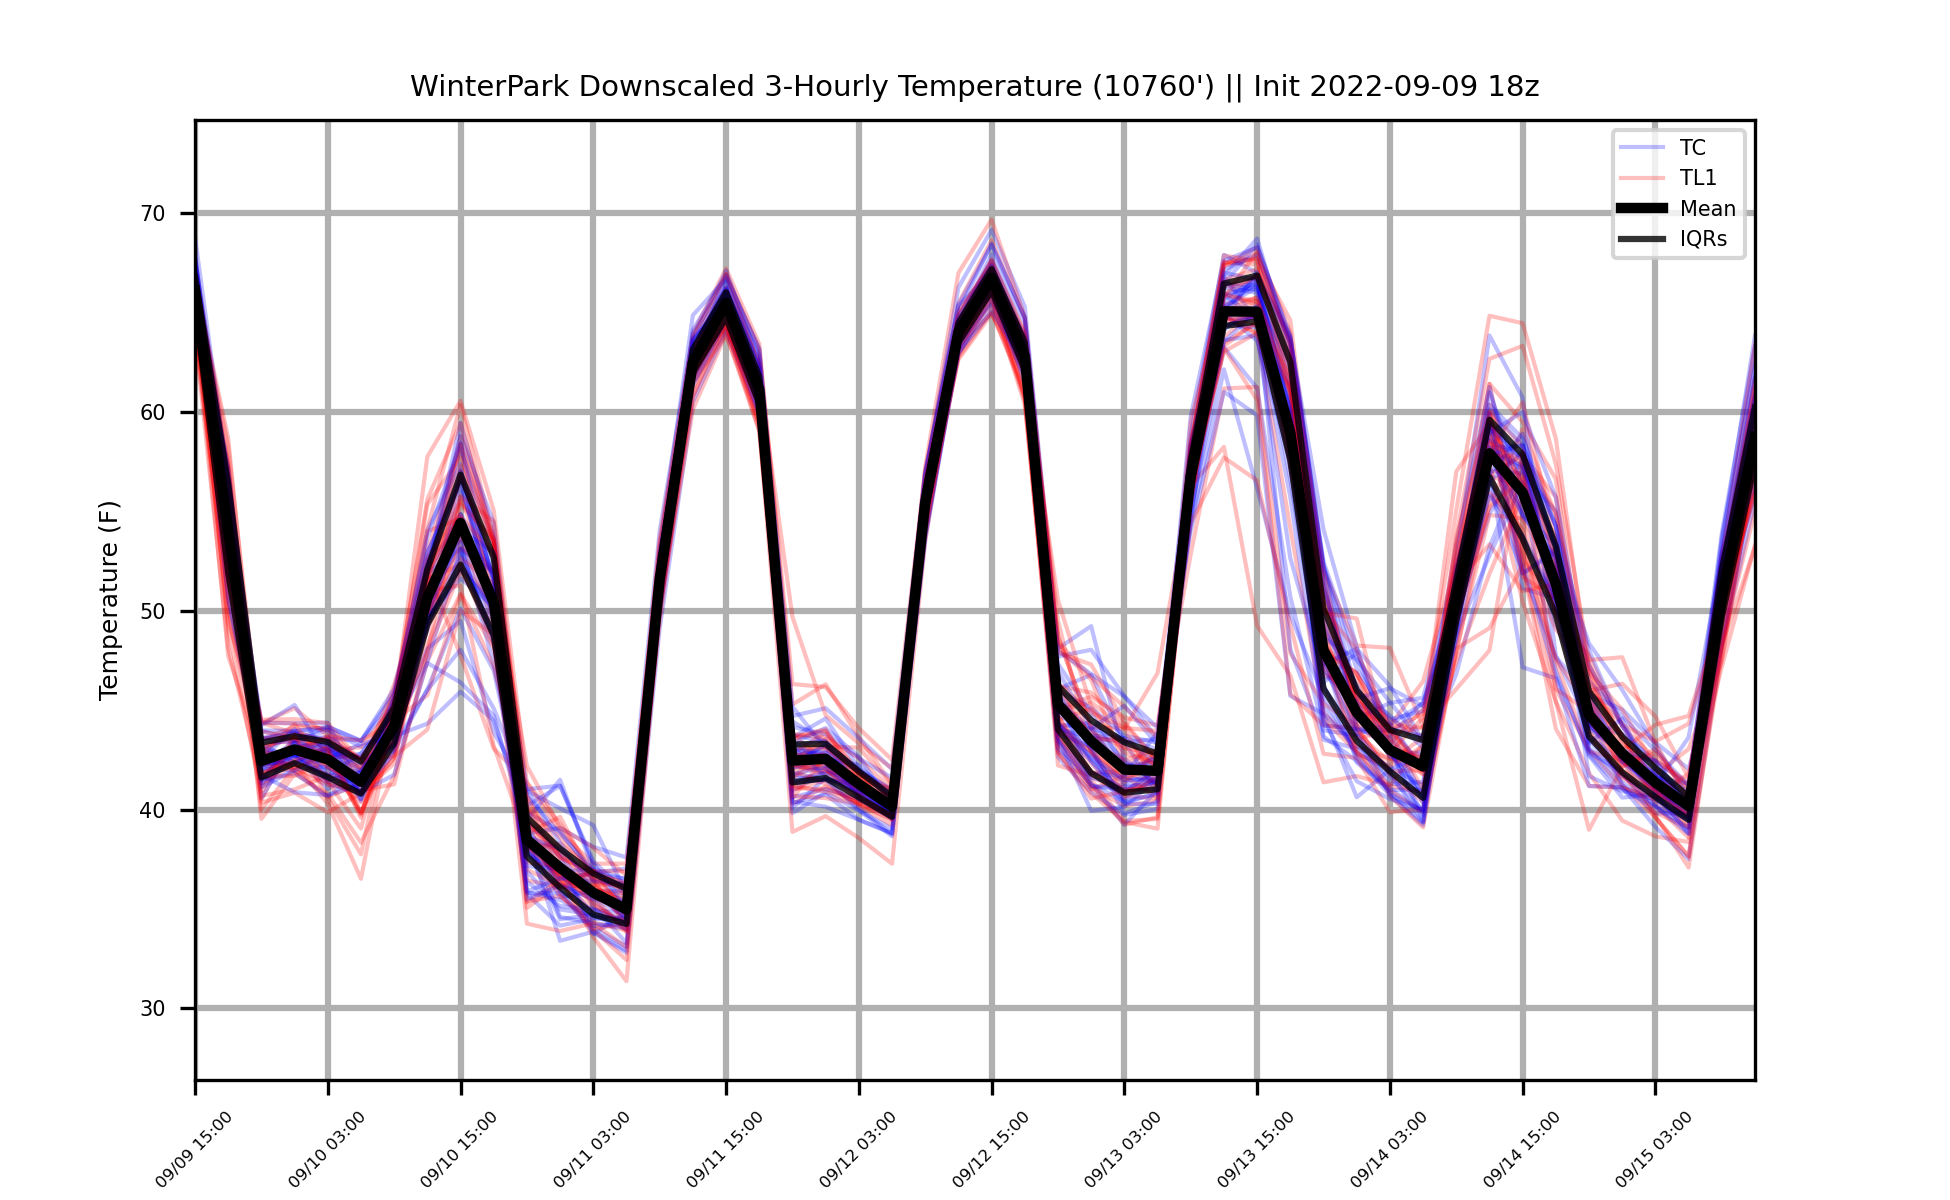 WinterPark Downscaled 3-Hourly Temperature (10760') || Init 2022-09-09 18z
TC
TL1
Mean
IQRs
Temperature (F)
70
60
50
40
30
09/09 15:00
09/10 03:00
09/10 15:00
09/11 03:00
09/11 15:00
09/12 03:00
09/12 15:00
09/13 03:00
09/13 15:00
09/14 03:00
09/14 15:00
09/15 03:00